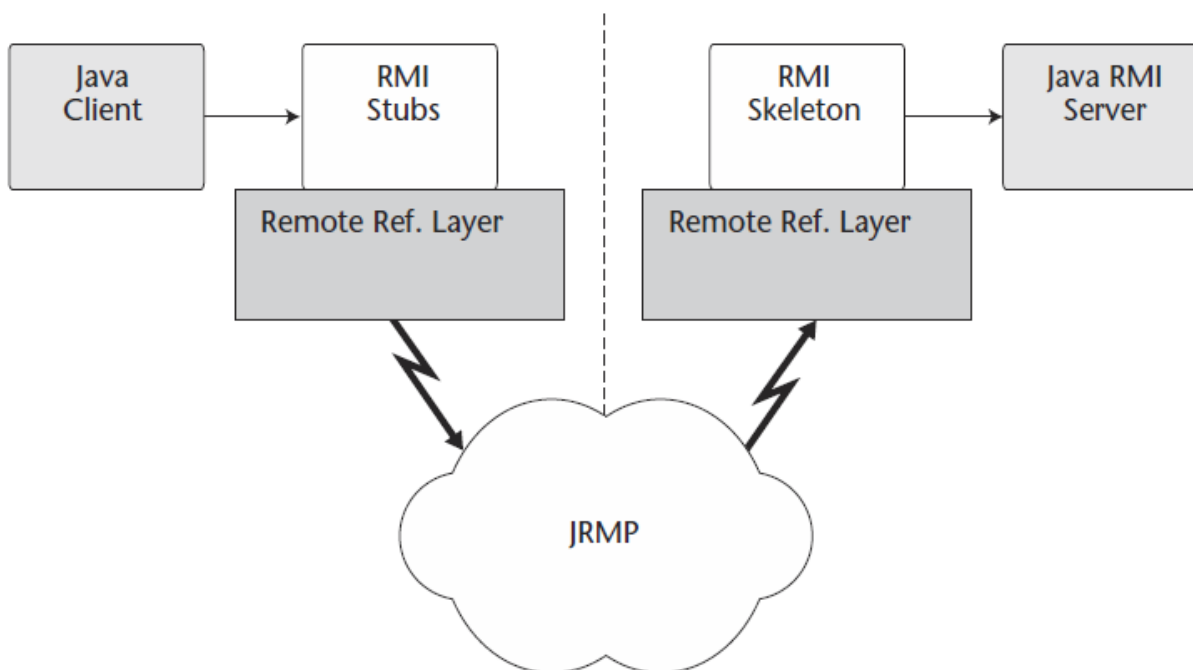 Java
Client
RMI
Stubs
RMI
Skeleton
Java RMI
Server
Remote Ref. Layer
Remote Ref. Layer
JRMP